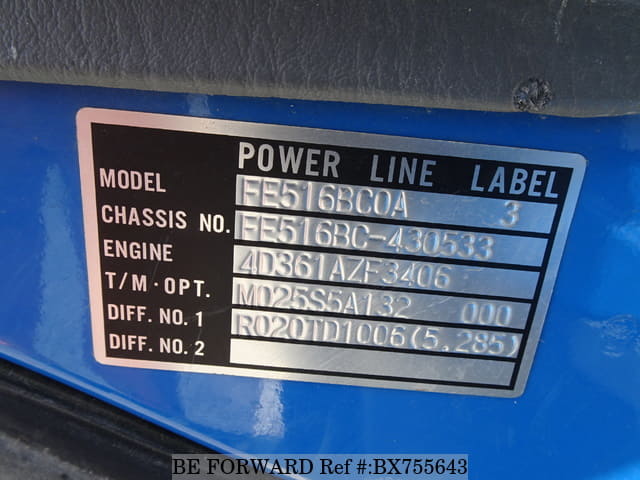 POWER LINE LABEL
MODEL FE516BC0A 3
CHASSIS NO. FE516BC-430533
ENGINE 4D361AZF3406
T/M·OPT. M025S5A132 000
DIFF. NO. 1 R020TD1006(5.285)
DIFF. NO. 2
BE FORWARD Ref #:BX755643